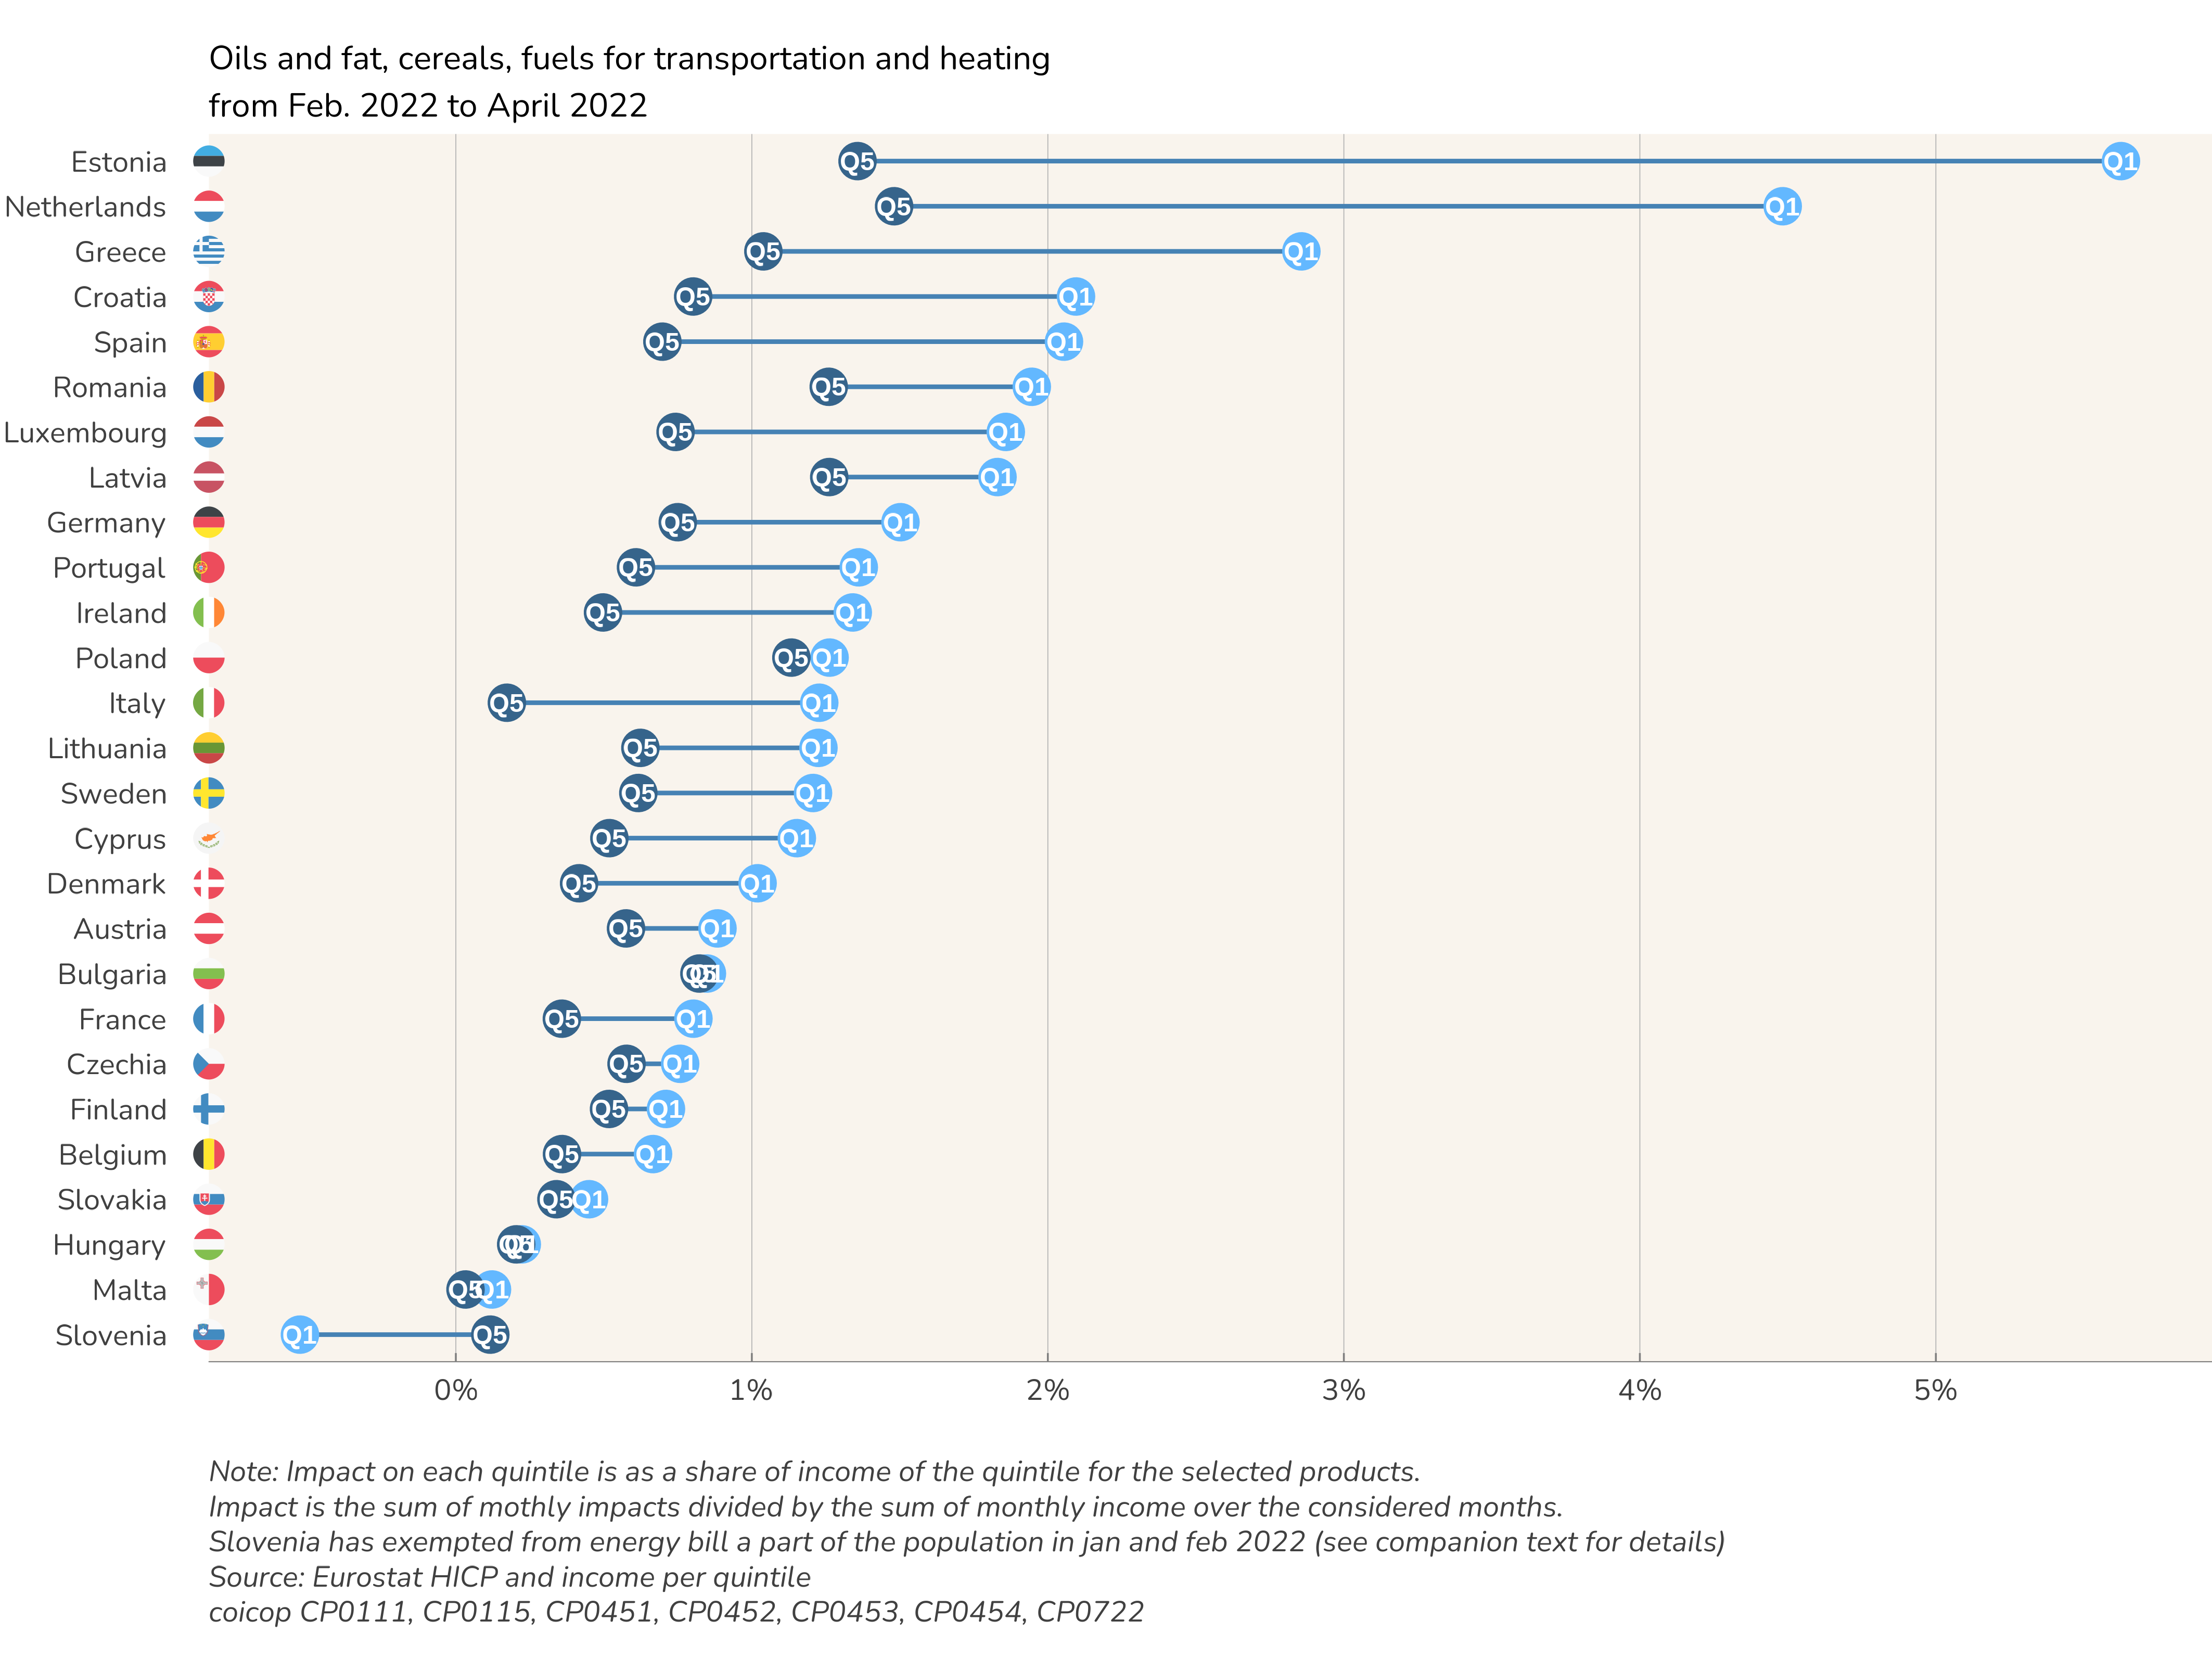 Oils and fat, cereals, fuels for transportation and heating
from Feb. 2022 to April 2022
Estonia Q5 Q1
Netherlands Q5 Q1
Greece Q5 Q1
Croatia Q5 Q1
Spain Q5 Q1
Romania Q5 Q1
Luxembourg Q5 Q1
Latvia Q5 Q1
Germany Q5 Q1
Portugal Q5 Q1
Ireland Q5 Q1
Poland Q5 Q1
Italy Q5 Q1
Lithuania Q5 Q1
Sweden Q5 Q1
Cyprus Q5 Q1
Denmark Q5 Q1
Austria Q5 Q1
Bulgaria Q5 Q1
France Q5 Q1
Czechia Q5 Q1
Finland Q5 Q1
Belgium Q5 Q1
Slovakia Q5 Q1
Hungary Q5 Q1
Malta Q5 Q1
Slovenia Q1 Q5
0% 1% 2% 3% 4% 5%
Note: Impact on each quintile is as a share of income of the quintile for the selected products.
Impact is the sum of mothly impacts divided by the sum of monthly income over the considered months.
Slovenia has exempted from energy bill a part of the population in jan and feb 2022 (see companion text for details)
Source: Eurostat HICP and income per quintile
coicop CP0111, CP0115, CP0451, CP0452, CP0453, CP0454, CP0722